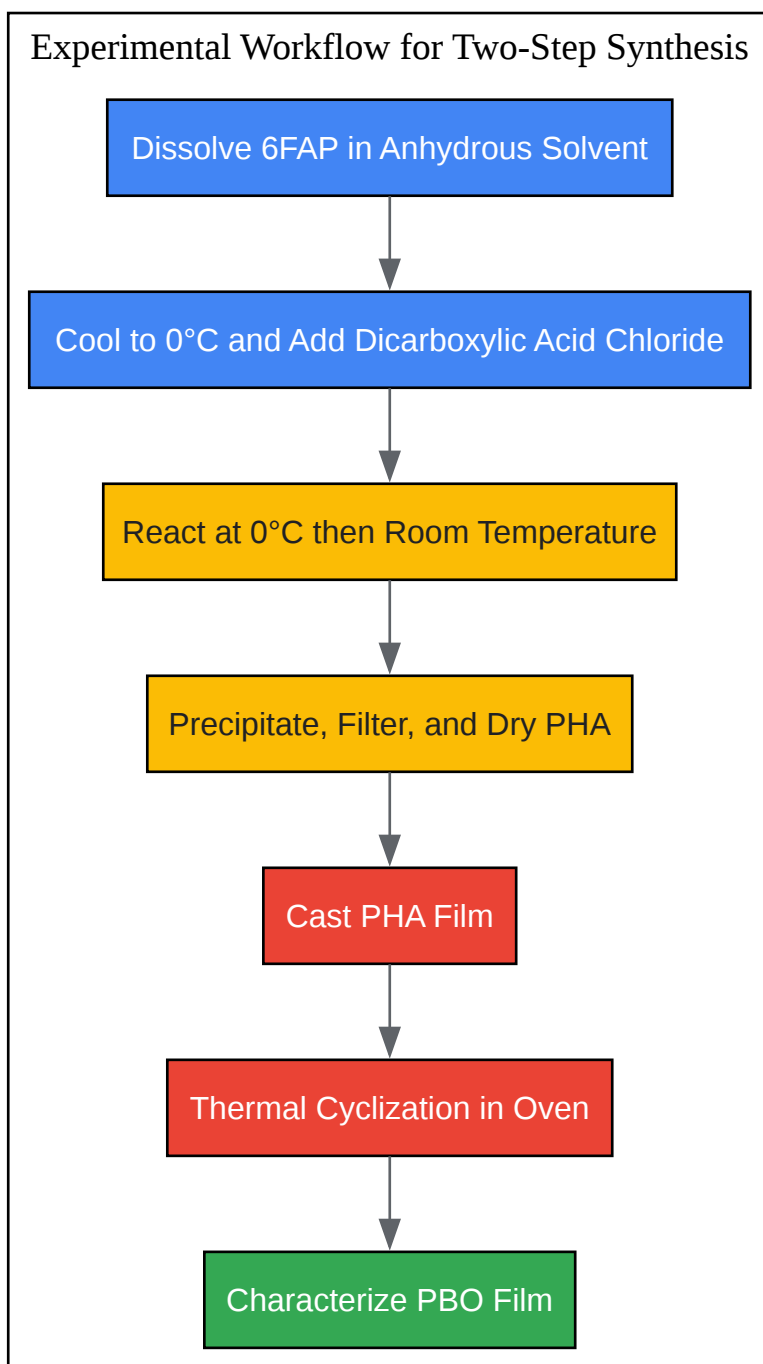 Experimental Workflow for Two-Step Synthesis
Dissolve 6FAP in Anhydrous Solvent
Cool to 0°C and Add Dicarboxylic Acid Chloride
React at 0°C then Room Temperature
Precipitate, Filter, and Dry PHA
Cast PHA Film
Thermal Cyclization in Oven
Characterize PBO Film